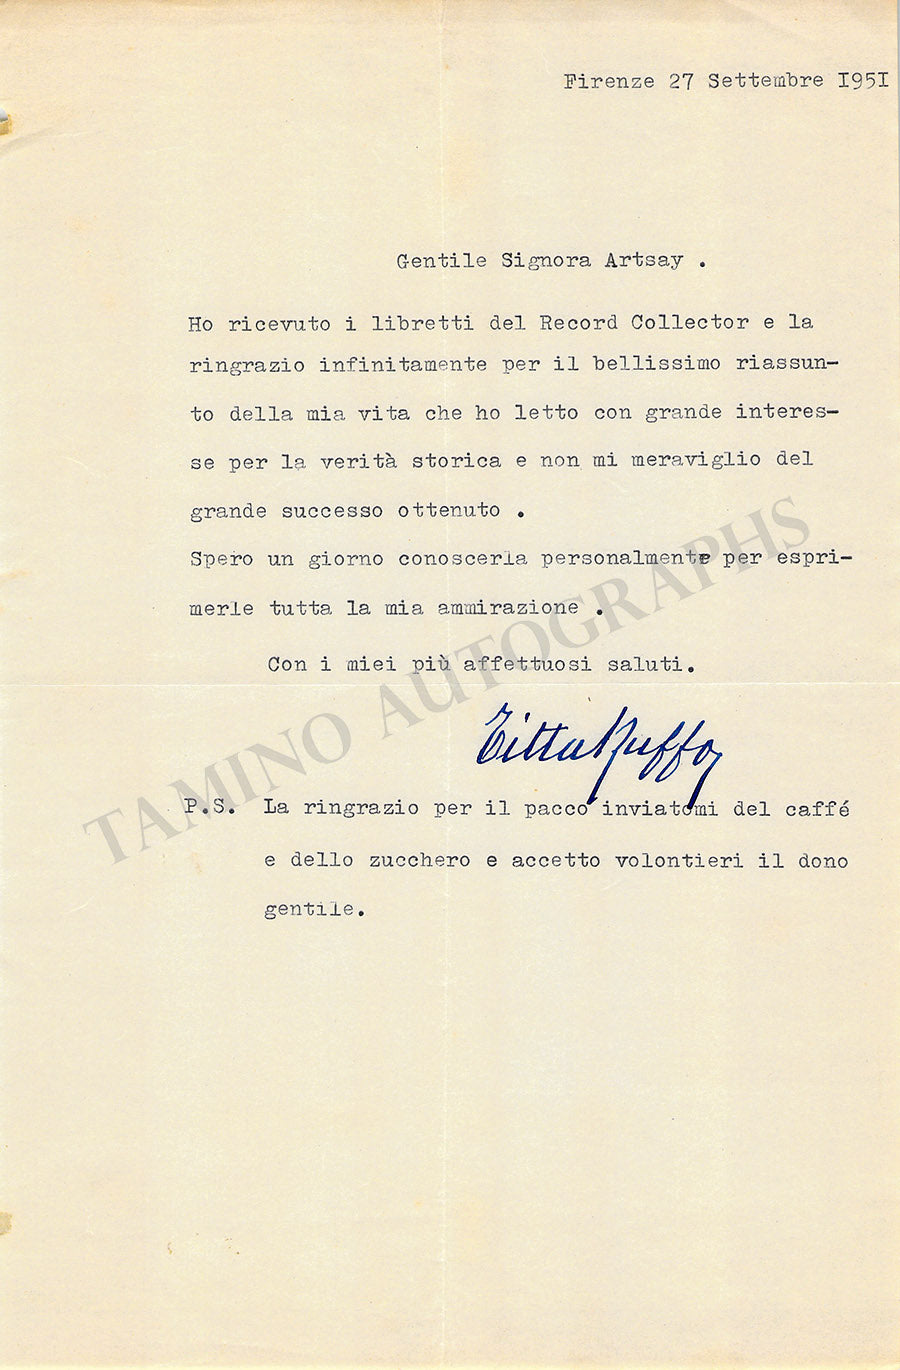 Firenze 27 Settembre I95I
Gentile Signora Artsay .
Ho ricevuto i libretti del Record Collector e la
ringrazio infinitamente per il bellissimo riassun-
to della mia vita che ho letto con grande interes-
se per la verità storica e non mi meraviglio del
grande successo ottenuto .
Spero un giorno conoscerla personalmente per espri-
merle tutta la mia ammirazione .
Con i miei più affettuosi saluti.
Titta Ruffo
P.S. La ringrazio per il pacco inviatomi del caffé
e dello zucchero e accetto volontieri il dono
gentile.
TAMINO AUTOGRAPHS